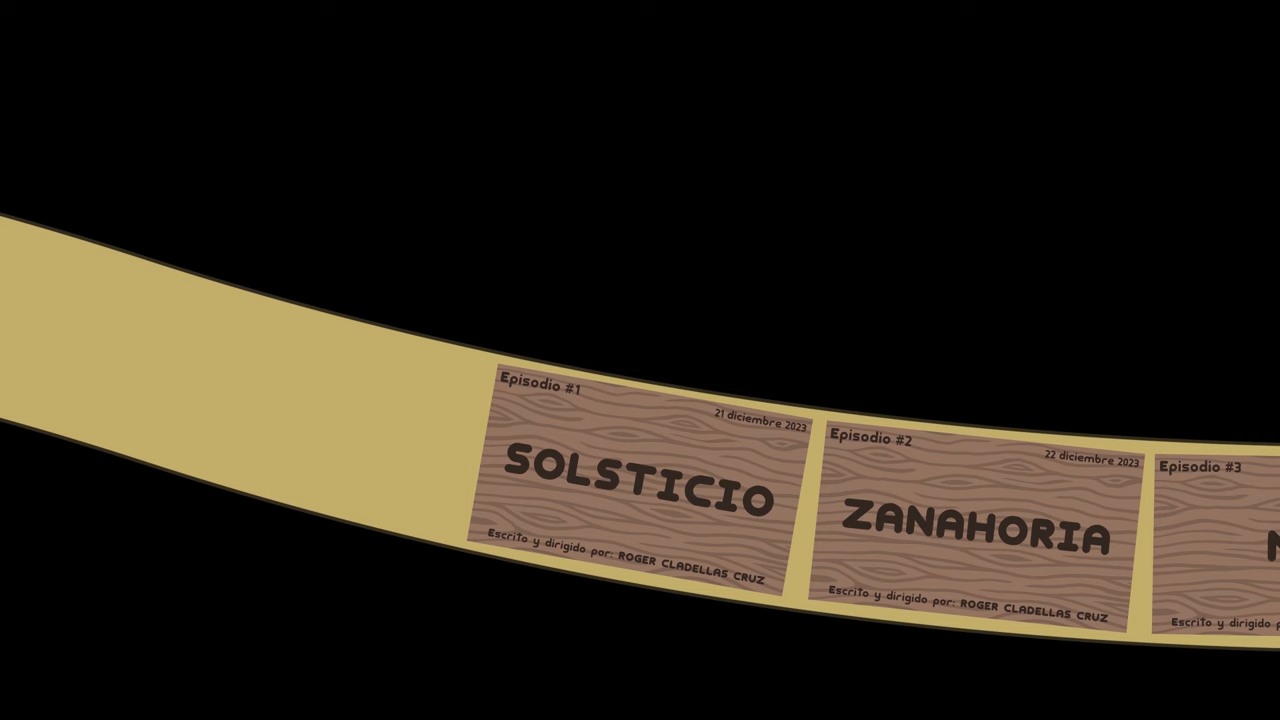 Episodio #1
21 diciembre 2023
SOLSTICIO
Escrito y dirigido por: ROGER CLADELLAS CRUZ
Episodio #2
22 diciembre 2023
ZANAHORIA
Escrito y dirigido por: ROGER CLADELLAS CRUZ
Episodio #3
Escrito y dirigido